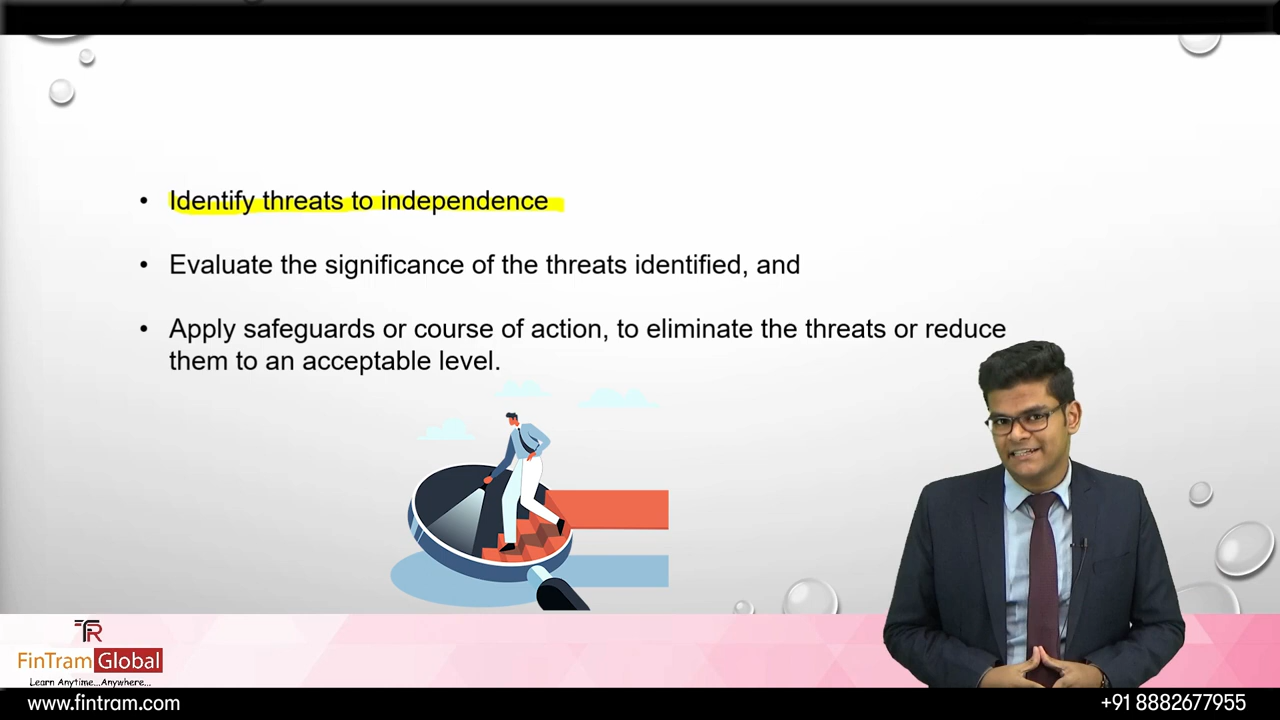 • Identify threats to independence
• Evaluate the significance of the threats identified, and
• Apply safeguards or course of action, to eliminate the threats or reduce
them to an acceptable level.
FinTram Global
Learn Anytime...Anywhere...
www.fintram.com
+91 8882677955